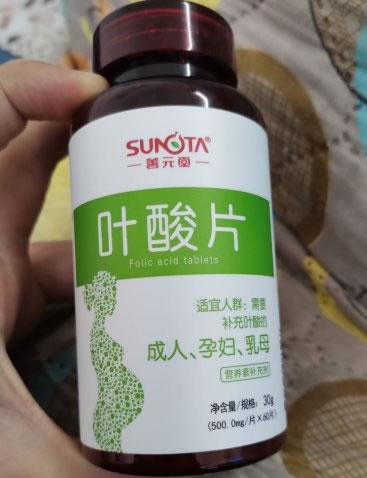 SUNOTA®
善元堂
叶酸片
Folic acid tablets
适宜人群：需要
补充叶酸的
成人、孕妇、乳母
营养素补充剂
净含量/规格：30g
(500.0mg/片×60片)